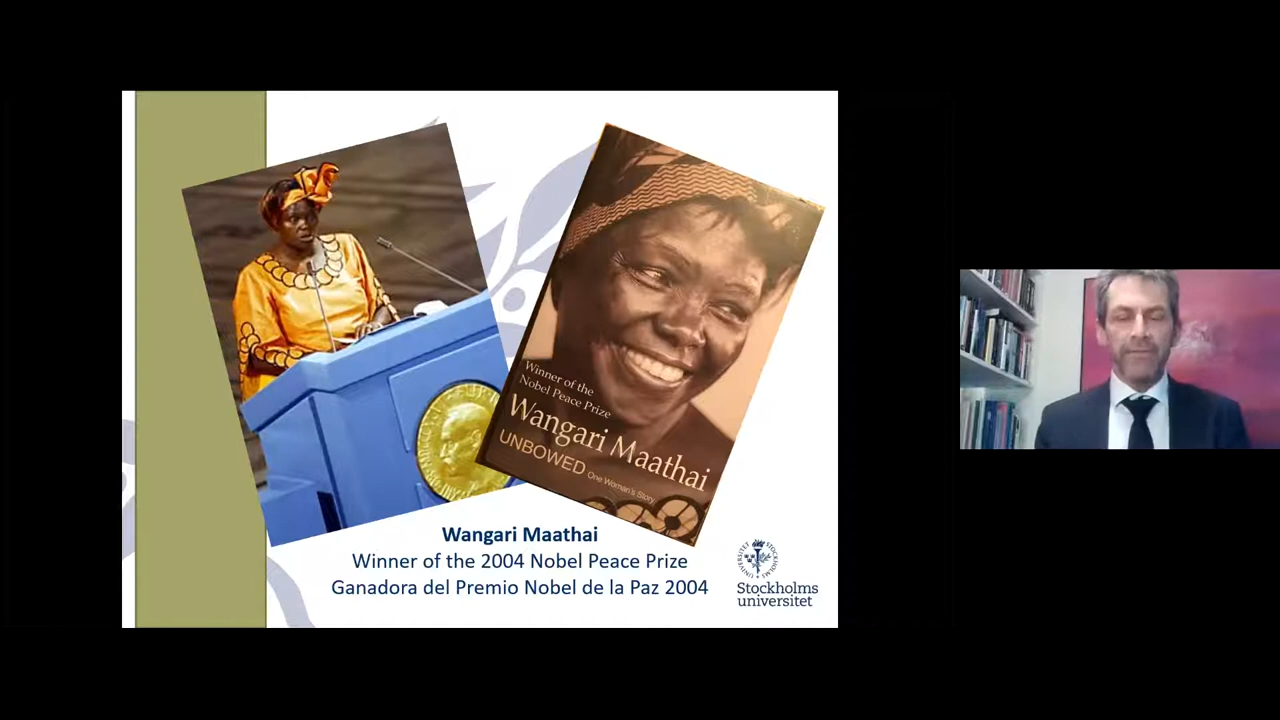 Winner of the
Nobel Peace Prize
Wangari Maathai
UNBOWED One Woman's Story
Wangari Maathai
Winner of the 2004 Nobel Peace Prize
Ganadora del Premio Nobel de la Paz 2004
Stockholms
universitet